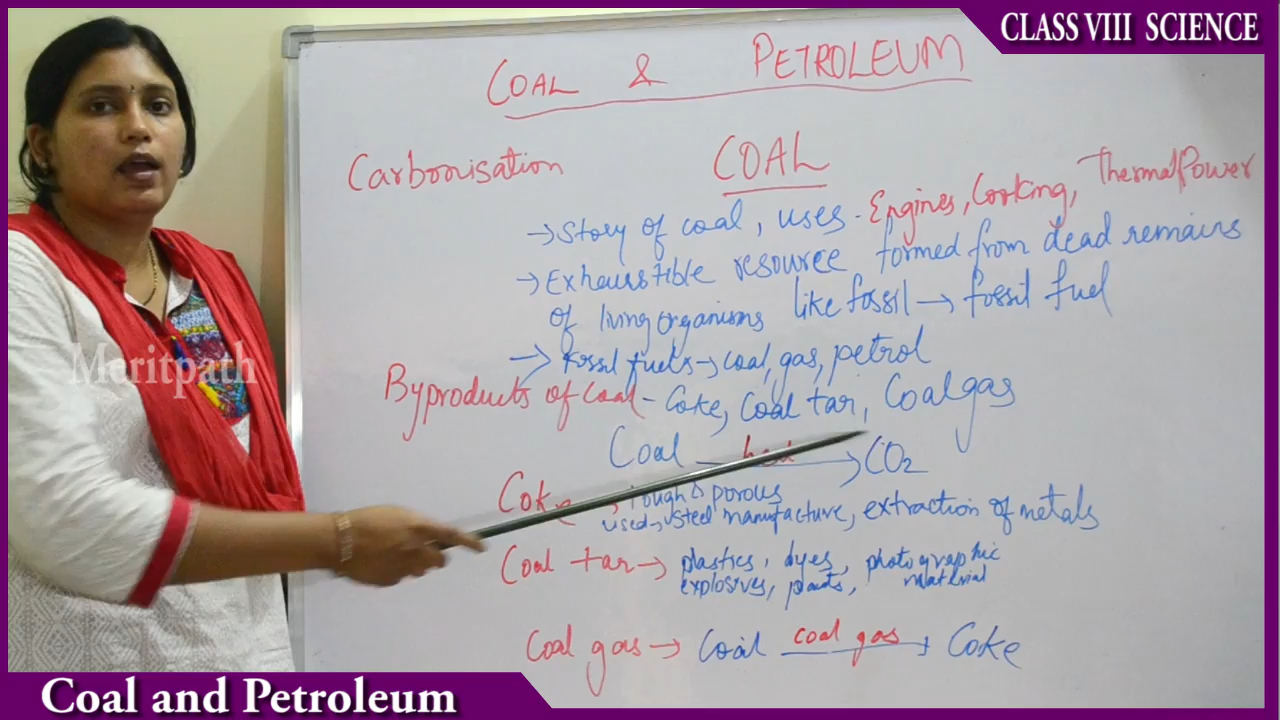 CLASS VIII SCIENCE
COAL & PETROLEUM
Carbonisation
COAL
→ Story of coal, uses - Engines, Cooking, Thermal Power
→ Exhaustible resource formed from dead remains
of living organisms like fossil → fossil fuel
→ Fossil fuels → coal, gas, petrol
Byproducts of Coal - Coke, Coal tar, Coal gas
Coal → CO₂
Coke tough & porous
used → steel manufacture, extraction of metals
Coal tar → plastics, dyes, photographic material
explosives, paints,
Coal gas → Coal coal gas → Coke
Meritpath
Coal and Petroleum